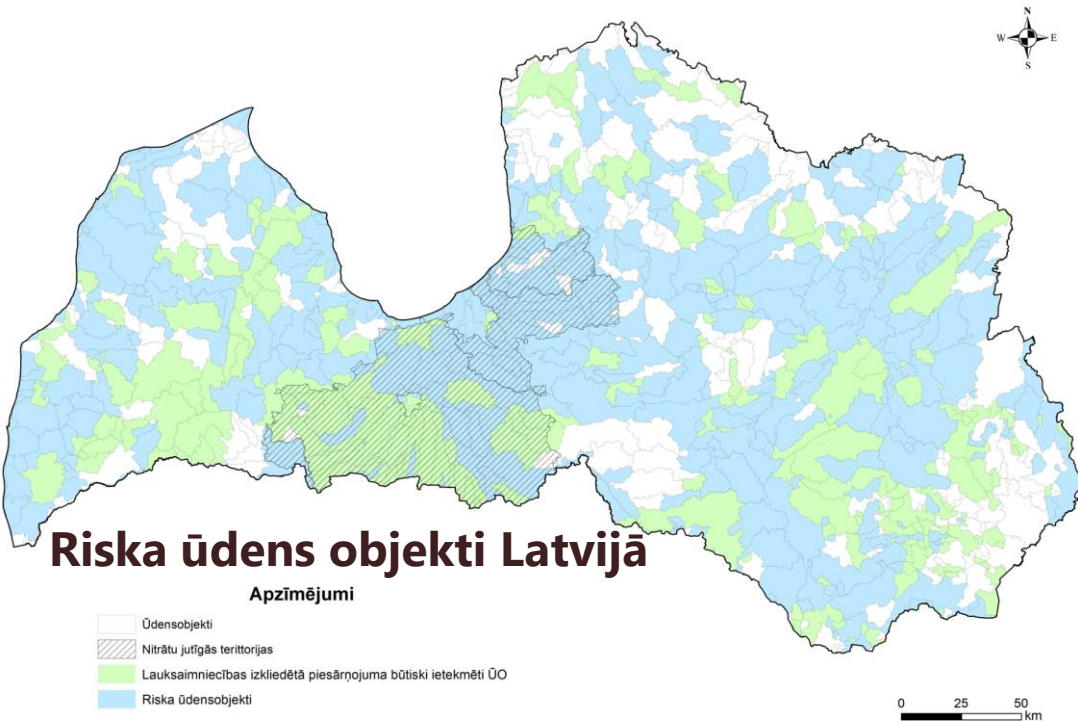 N
W E
S
Riska ūdens objekti Latvijā
Apzīmējumi
Ūdensobjekti
Nitrātu jutīgās terittorijas
Lauksaimniecības izkliedētā piesārņojuma būtiski ietekmēti ŪO
Riska ūdensobjekti
0 25 50
km